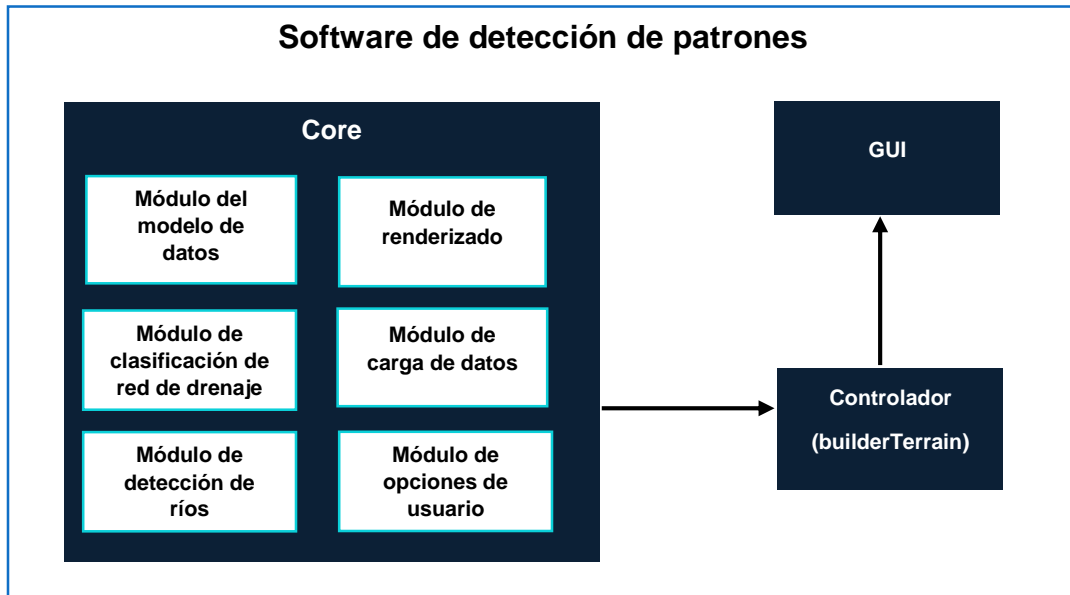 Software de detección de patrones
Core
Módulo del
modelo de
datos
Módulo de
renderizado
Módulo de
clasificación de
red de drenaje
Módulo de
carga de datos
Módulo de
detección de
ríos
Módulo de
opciones de
usuario
GUI
Controlador
(builderTerrain)